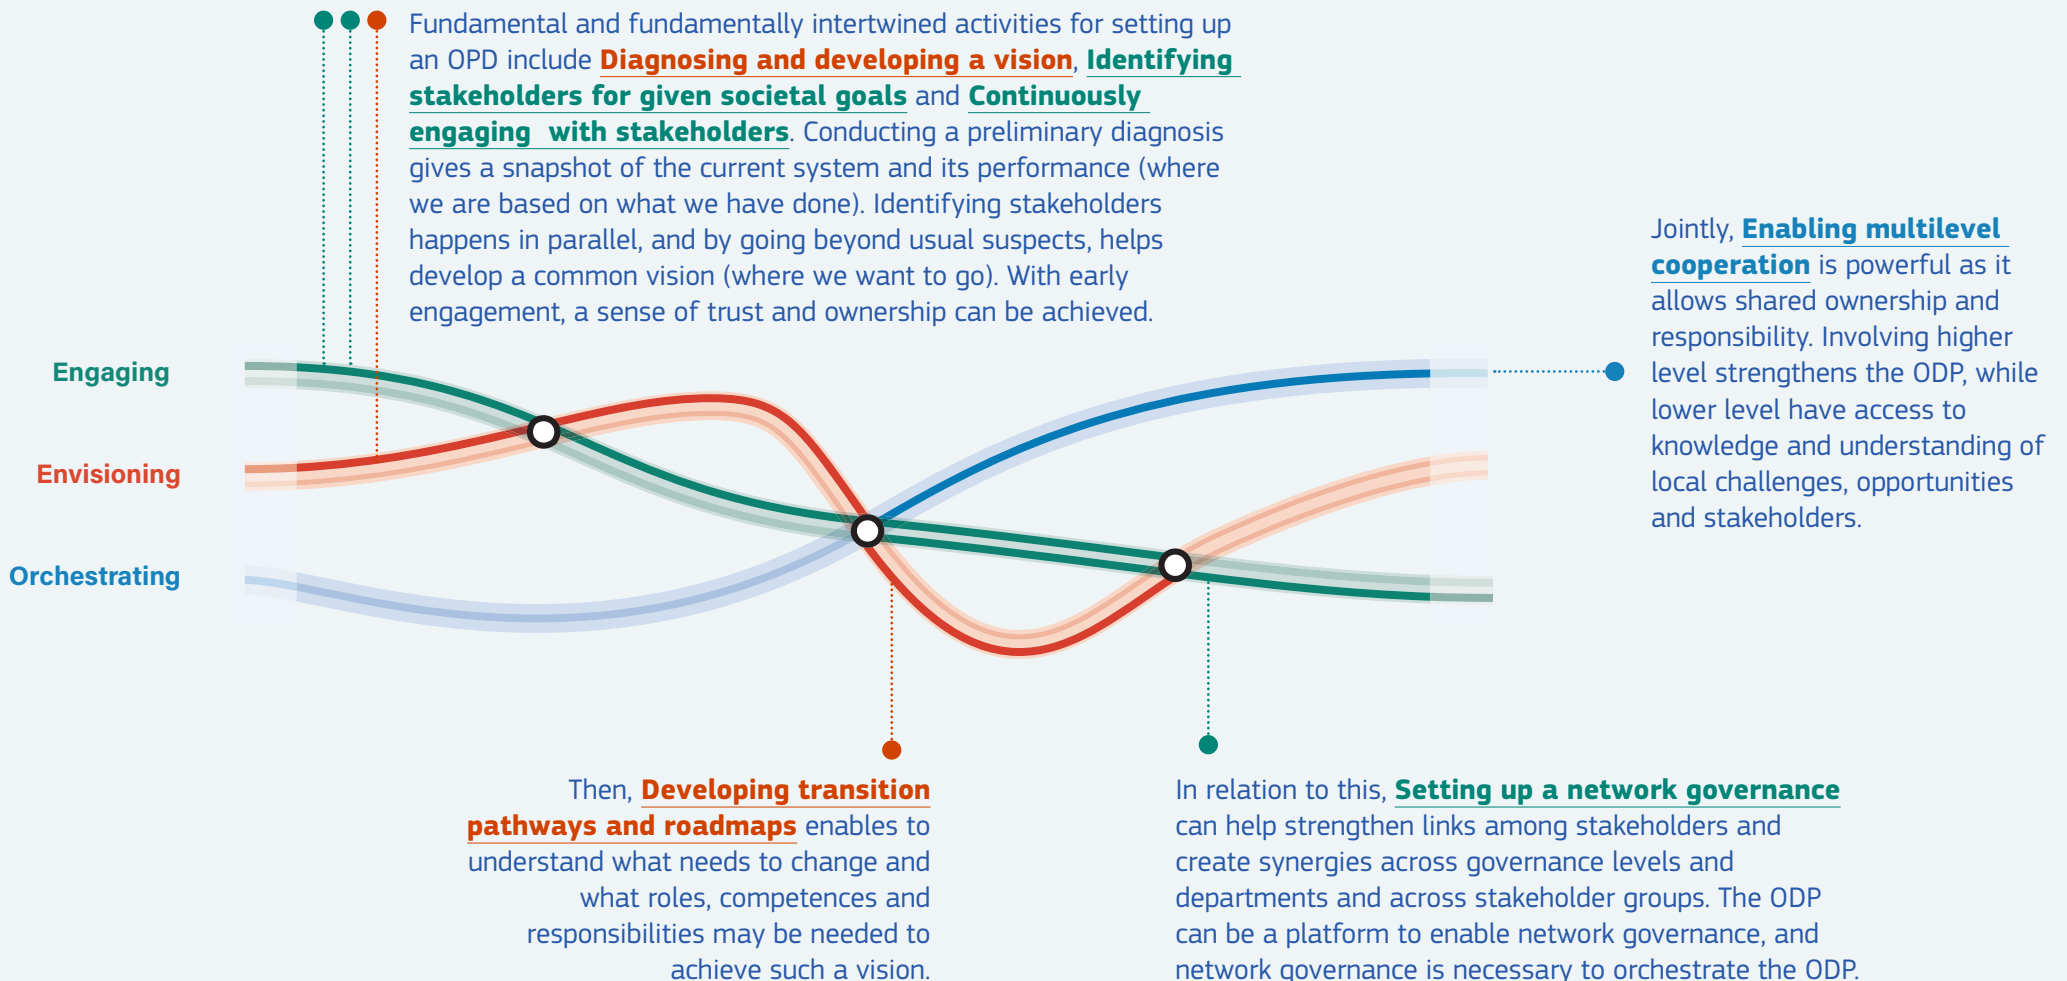 Fundamental and fundamentally intertwined activities for setting up
an OPD include Diagnosing and developing a vision, Identifying
stakeholders for given societal goals and Continuously
engaging  with stakeholders. Conducting a preliminary diagnosis
gives a snapshot of the current system and its performance (where
we are based on what we have done). Identifying stakeholders
happens in parallel, and by going beyond usual suspects, helps
develop a common vision (where we want to go). With early
engagement, a sense of trust and ownership can be achieved.
Jointly, Enabling multilevel
cooperation is powerful as it
allows shared ownership and
responsibility. Involving higher
level strengthens the ODP, while
lower level have access to
knowledge and understanding of
local challenges, opportunities
and stakeholders.
Engaging
Envisioning
Orchestrating
Then, Developing transition
pathways and roadmaps enables to
understand what needs to change and
what roles, competences and
responsibilities may be needed to
achieve such a vision.
In relation to this, Setting up a network governance
can help strengthen links among stakeholders and
create synergies across governance levels and
departments and across stakeholder groups. The ODP
can be a platform to enable network governance, and
network governance is necessary to orchestrate the ODP.